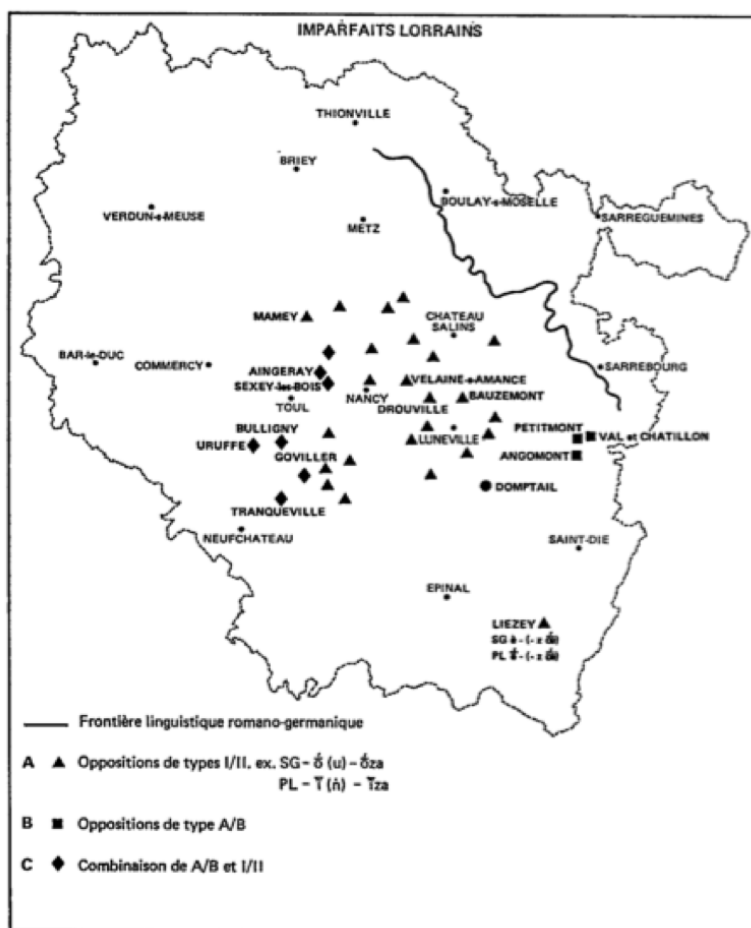 IMPARFAITS LORRAINS
THIONVILLE
BRIEY
BOULAY-s-MOSELLE
VERDUN-s-MEUSE
SARREGUEMINES
METZ
MAMEY
CHATEAU
SALINS
BAR-le-DUC
COMMERCY
AINGERAY
SARREBOURG
SEXEY-les-BOIS
VELAINE-s-AMANCE
NANCY
TOUL
BAUZEMONT
DROUVILLE
BULLIGNY
PETITMONT
URUFFE
LUNEVILLE
VAL et CHATILLON
GOVILLER
ANGOMONT
DOMPTAIL
TRANQUEVILLE
NEUFCHATEAU
SAINT-DIE
EPINAL
LIEZEY
SG
PL
Frontière linguistique romano-germanique
A ▲ Oppositions de types I/II. ex. SG
PL
B ■ Oppositions de type A/B
C ◆ Combinaison de A/B et I/II